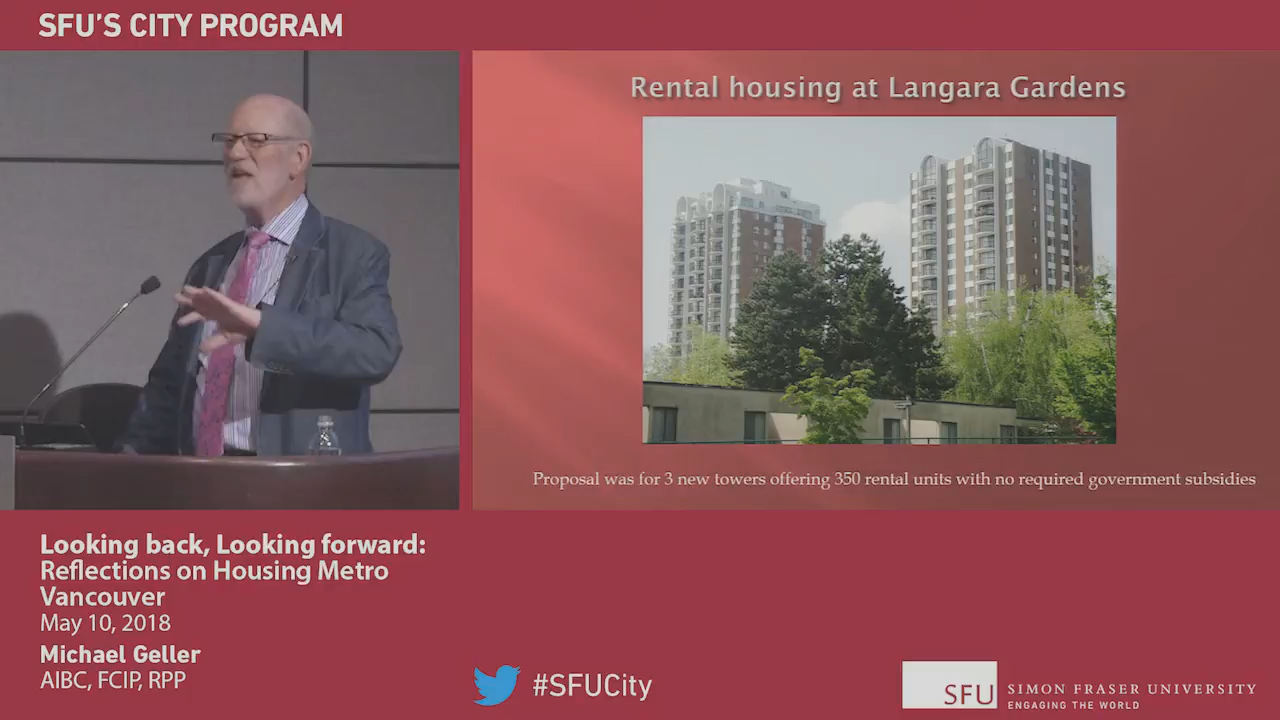 SFU'S CITY PROGRAM
Rental housing at Langara Gardens
Proposal was for 3 new towers offering 350 rental units with no required government subsidies
Looking back, Looking forward:
Reflections on Housing Metro
Vancouver
May 10, 2018
Michael Geller
AIBC, FCIP, RPP
#SFUCity
SFU
SIMON FRASER UNIVERSITY
ENGAGING THE WORLD